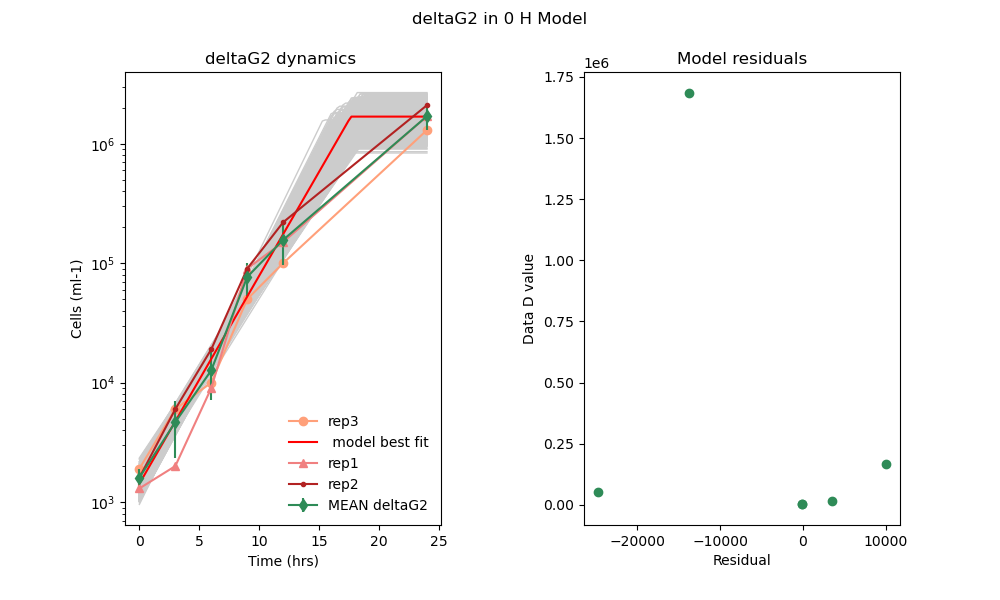 deltaG2 in 0 H Model
deltaG2 dynamics
Cells (ml-1)
10⁶
10⁵
10⁴
10³
0 5 10 15 20 25
Time (hrs)
rep3
model best fit
rep1
rep2
MEAN deltaG2
Model residuals
1e6
Data D value
1.75
1.50
1.25
1.00
0.75
0.50
0.25
0.00
−20000 −10000 0 10000
Residual